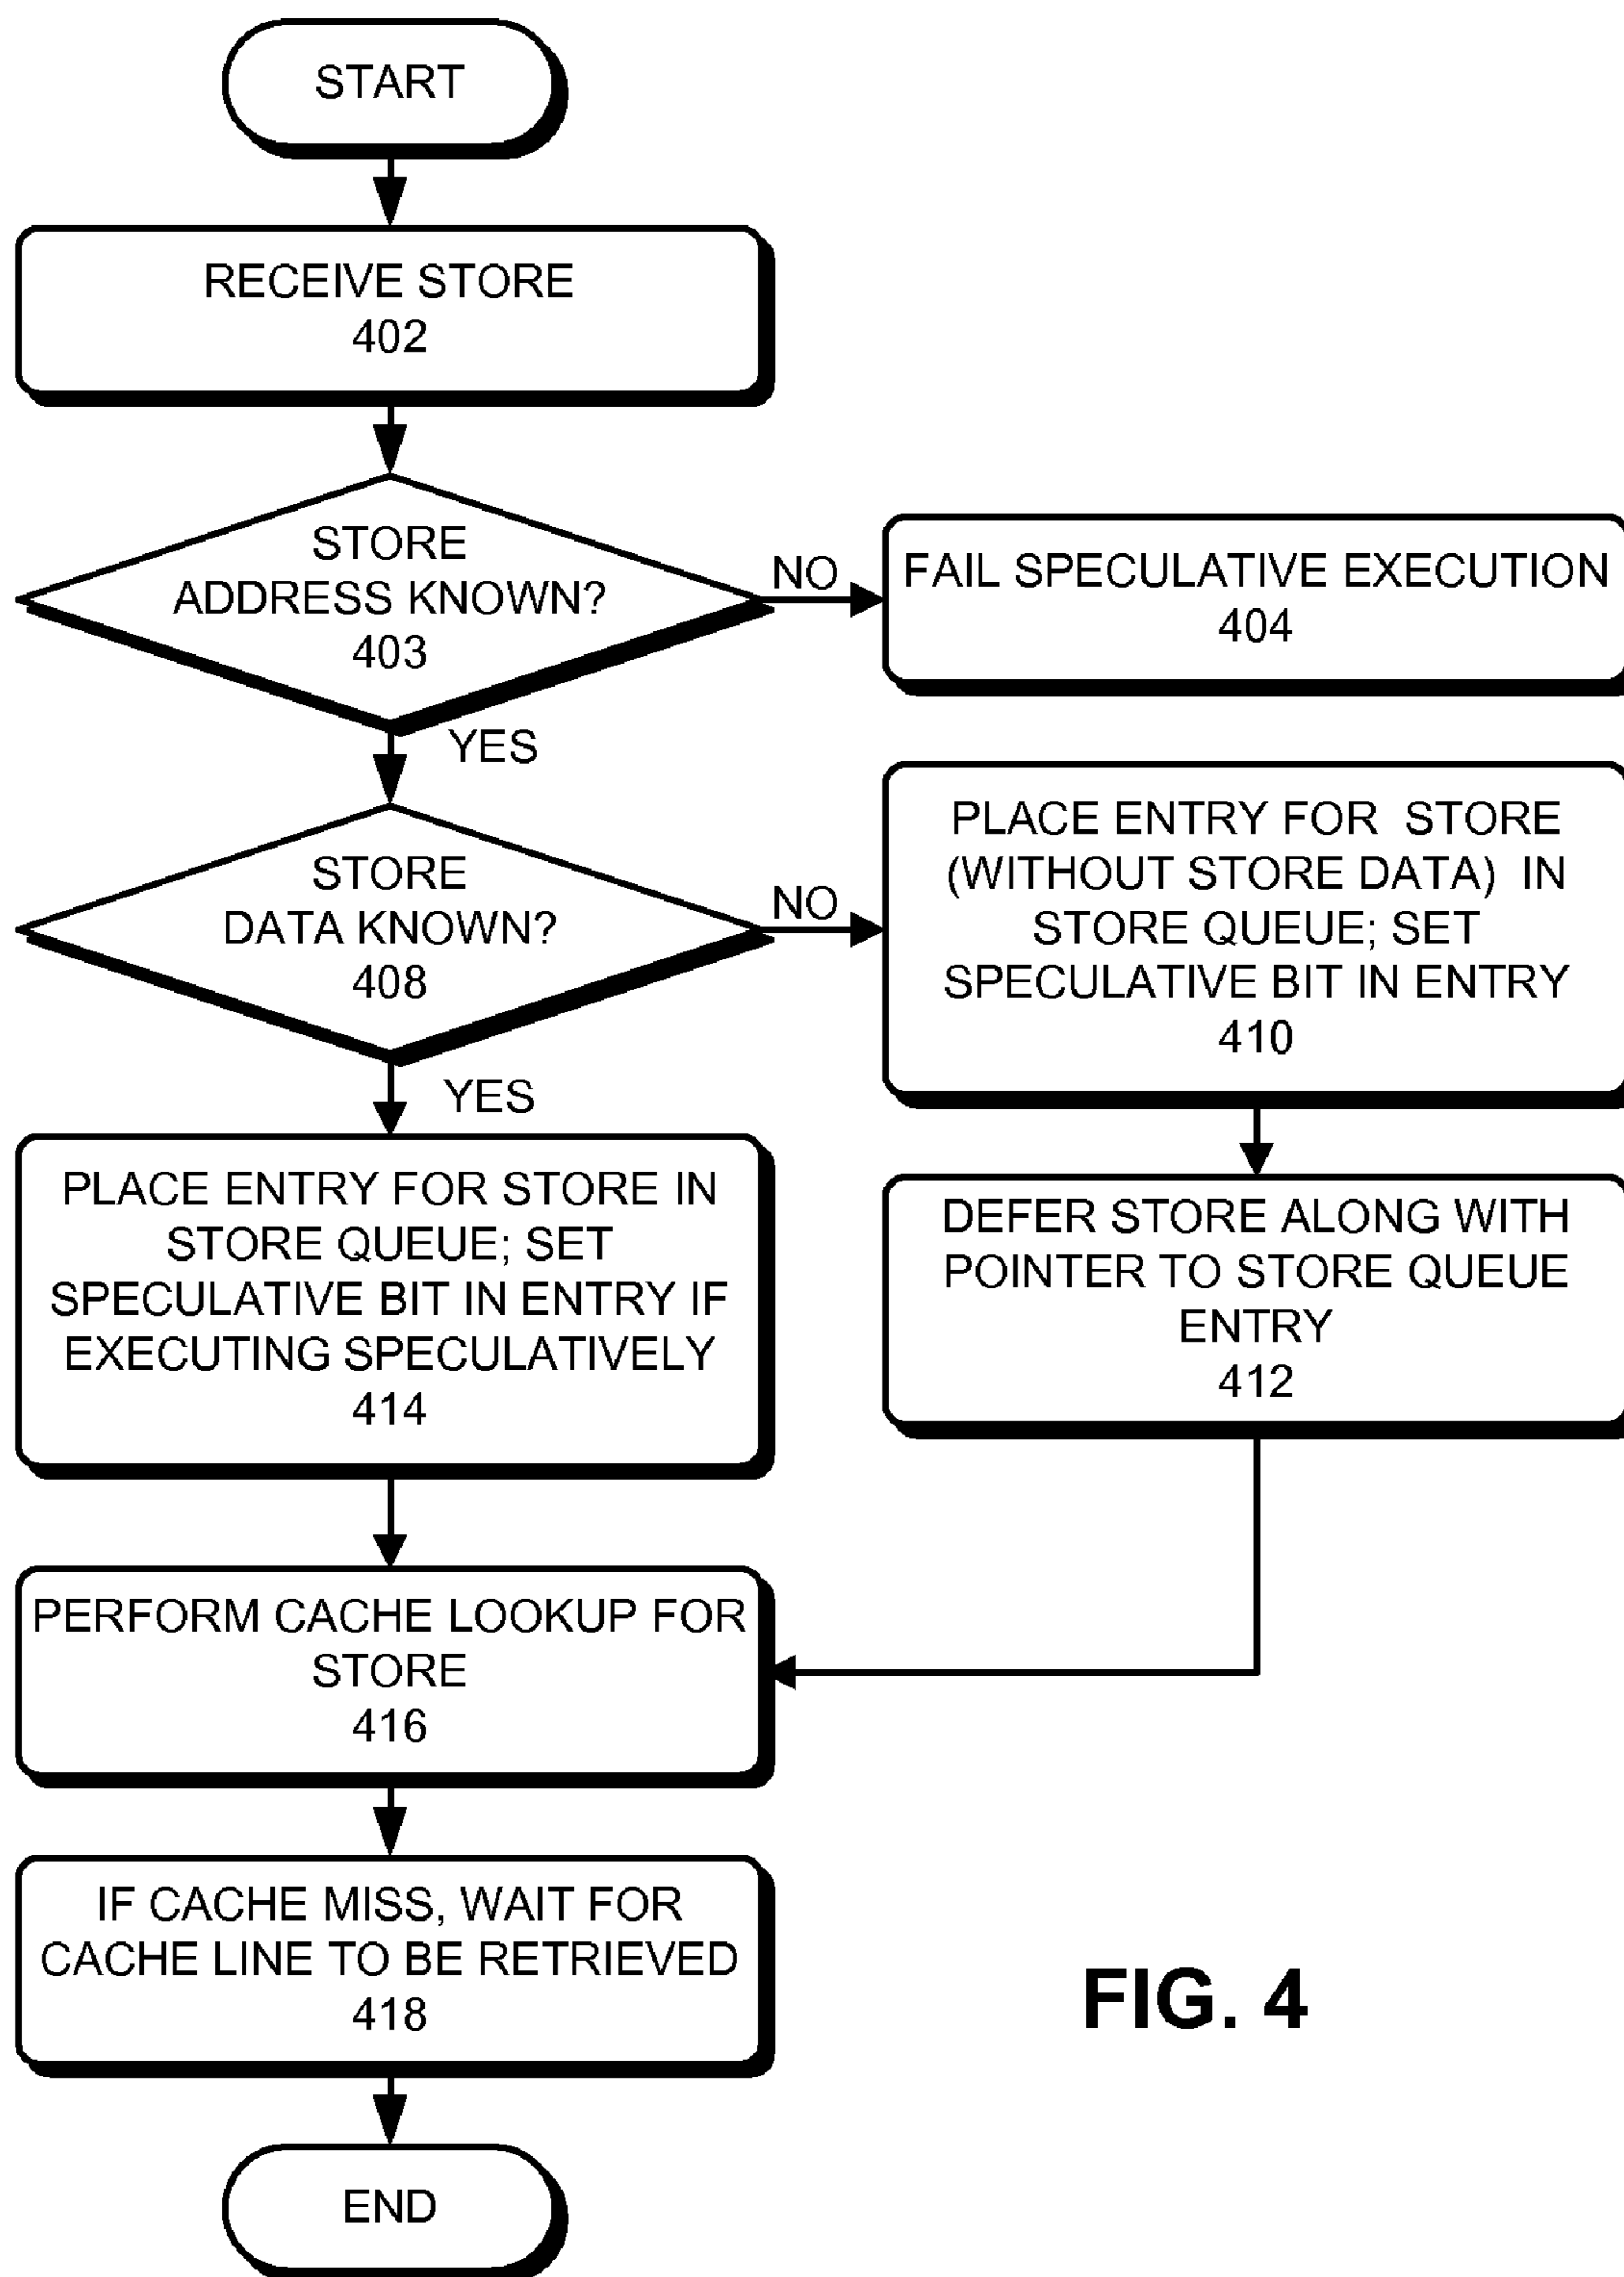 START
RECEIVE STORE
402
STORE
ADDRESS KNOWN?
403
NO
FAIL SPECULATIVE EXECUTION
404
YES
STORE
DATA KNOWN?
408
NO
PLACE ENTRY FOR STORE
(WITHOUT STORE DATA) IN
STORE QUEUE; SET
SPECULATIVE BIT IN ENTRY
410
YES
PLACE ENTRY FOR STORE IN
STORE QUEUE; SET
SPECULATIVE BIT IN ENTRY IF
EXECUTING SPECULATIVELY
414
DEFER STORE ALONG WITH
POINTER TO STORE QUEUE
ENTRY
412
PERFORM CACHE LOOKUP FOR
STORE
416
IF CACHE MISS, WAIT FOR
CACHE LINE TO BE RETRIEVED
418
END
FIG. 4